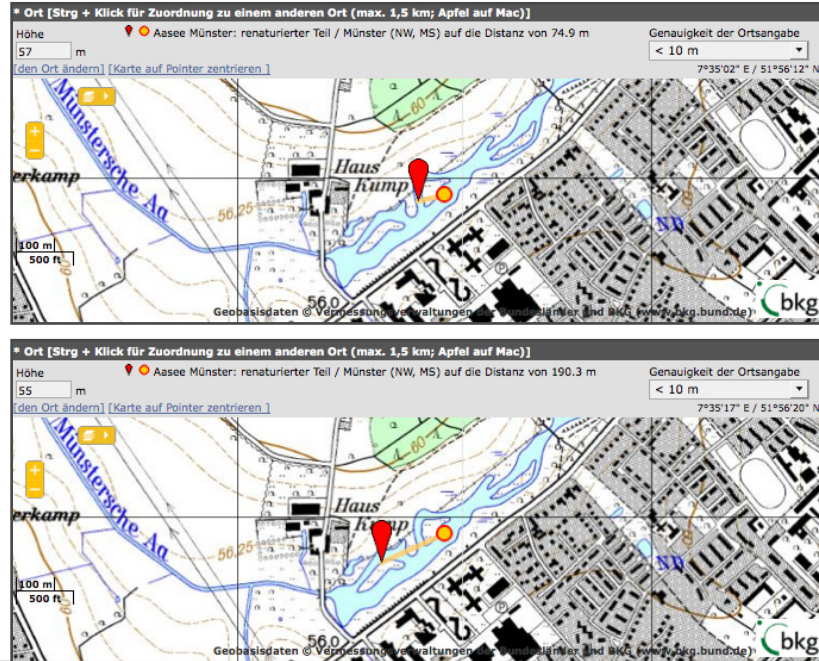 * Ort [Strg + Klick für Zuordnung zu einem anderen Ort (max. 1,5 km; Apfel auf Mac)]
Höhe
Aasee Münster: renaturierter Teil / Münster (NW, MS) auf die Distanz von 74.9 m
Genauigkeit der Ortsangabe
57 m
< 10 m
[den Ort ändern] [Karte auf Pointer zentrieren ]
7°35'02" E / 51°56'12" N
Münstersche Aa
60
erkamp
Haus
Kump
56,25
ND
100 m
500 ft
60
P
60
56,0
Geobasisdaten © Vermessungsverwaltungen der Bundesländer und BKG (www.bkg.bund.de)
bkg
* Ort [Strg + Klick für Zuordnung zu einem anderen Ort (max. 1,5 km; Apfel auf Mac)]
Höhe
Aasee Münster: renaturierter Teil / Münster (NW, MS) auf die Distanz von 190.3 m
Genauigkeit der Ortsangabe
55 m
< 10 m
[den Ort ändern] [Karte auf Pointer zentrieren ]
7°35'17" E / 51°56'20" N
Münstersche Aa
60
erkamp
Haus
Kump
56,25
ND
100 m
500 ft
60
P
60
56,0
Geobasisdaten © Vermessungsverwaltungen der Bundesländer und BKG (www.bkg.bund.de)
bkg